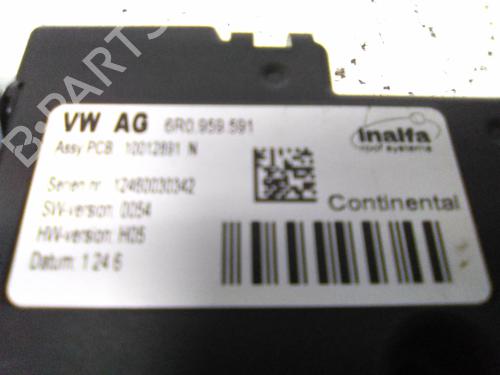 VW AG 6R0.959.591
inalfa
roof systems
Assy PCB 10012691 N
Serien nr. 12460030342
SW-version: 0054
Continental
HW-version: H05
Datum: 1 24 6
B-PARTS